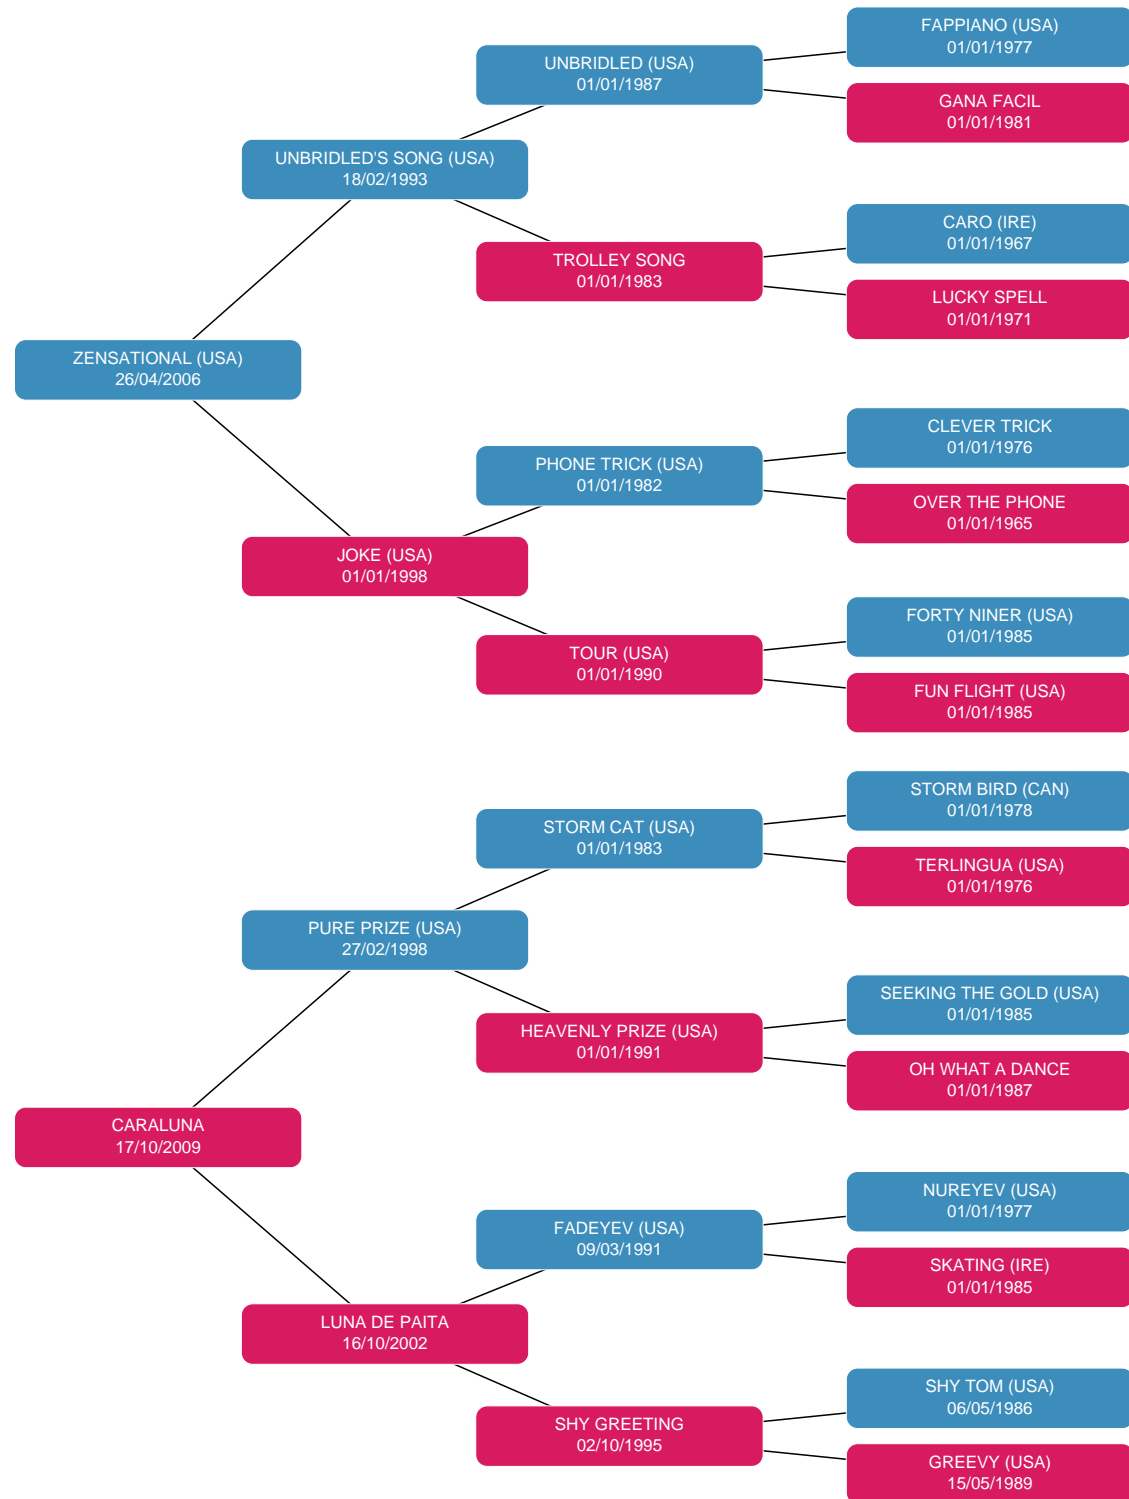 FAPPIANO (USA)
01/01/1977
UNBRIDLED (USA)
01/01/1987
GANA FACIL
01/01/1981
UNBRIDLED'S SONG (USA)
18/02/1993
CARO (IRE)
01/01/1967
TROLLEY SONG
01/01/1983
LUCKY SPELL
01/01/1971
ZENSATIONAL (USA)
26/04/2006
CLEVER TRICK
01/01/1976
PHONE TRICK (USA)
01/01/1982
OVER THE PHONE
01/01/1965
JOKE (USA)
01/01/1998
FORTY NINER (USA)
01/01/1985
TOUR (USA)
01/01/1990
FUN FLIGHT (USA)
01/01/1985
STORM BIRD (CAN)
01/01/1978
STORM CAT (USA)
01/01/1983
TERLINGUA (USA)
01/01/1976
PURE PRIZE (USA)
27/02/1998
SEEKING THE GOLD (USA)
01/01/1985
HEAVENLY PRIZE (USA)
01/01/1991
OH WHAT A DANCE
01/01/1987
CARALUNA
17/10/2009
NUREYEV (USA)
01/01/1977
FADEYEV (USA)
09/03/1991
SKATING (IRE)
01/01/1985
LUNA DE PAITA
16/10/2002
SHY TOM (USA)
06/05/1986
SHY GREETING
02/10/1995
GREEVY (USA)
15/05/1989